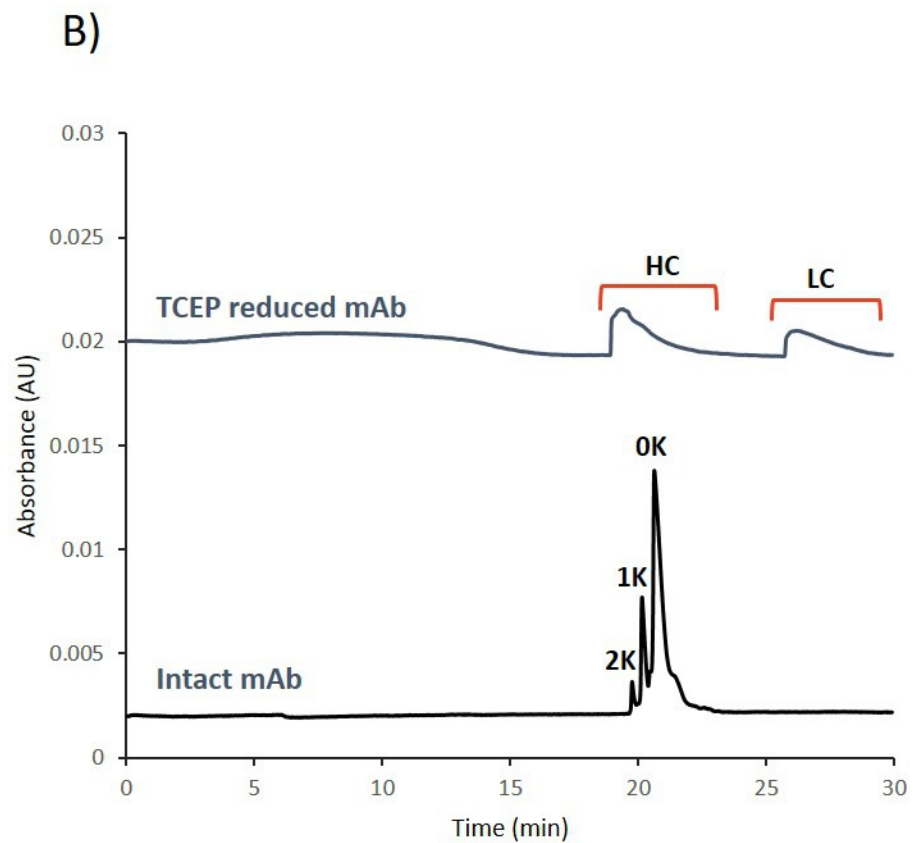 B)
0.03
0.025
0.02
0.015
0.01
0.005
0
Absorbance (AU)
TCEP reduced mAb
HC
LC
0K
1K
2K
Intact mAb
0 5 10 15 20 25 30
Time (min)